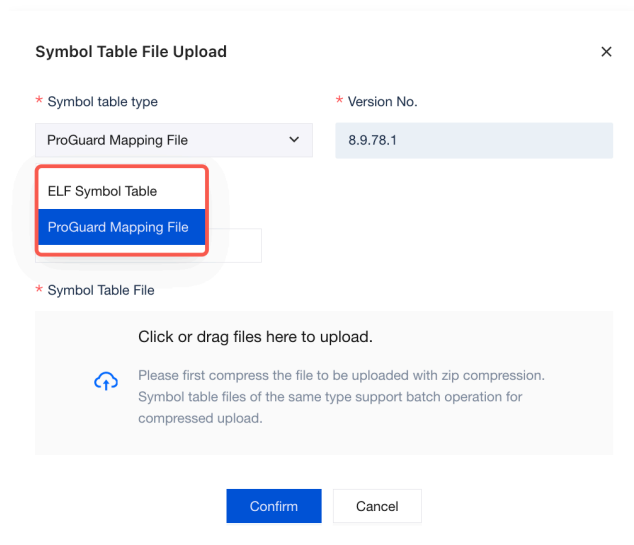 Symbol Table File Upload
* Symbol table type
* Version No.
ProGuard Mapping File
8.9.78.1
ELF Symbol Table
ProGuard Mapping File
* Symbol Table File
Click or drag files here to upload.
Please first compress the file to be uploaded with zip compression.
Symbol table files of the same type support batch operation for
compressed upload.
Confirm
Cancel